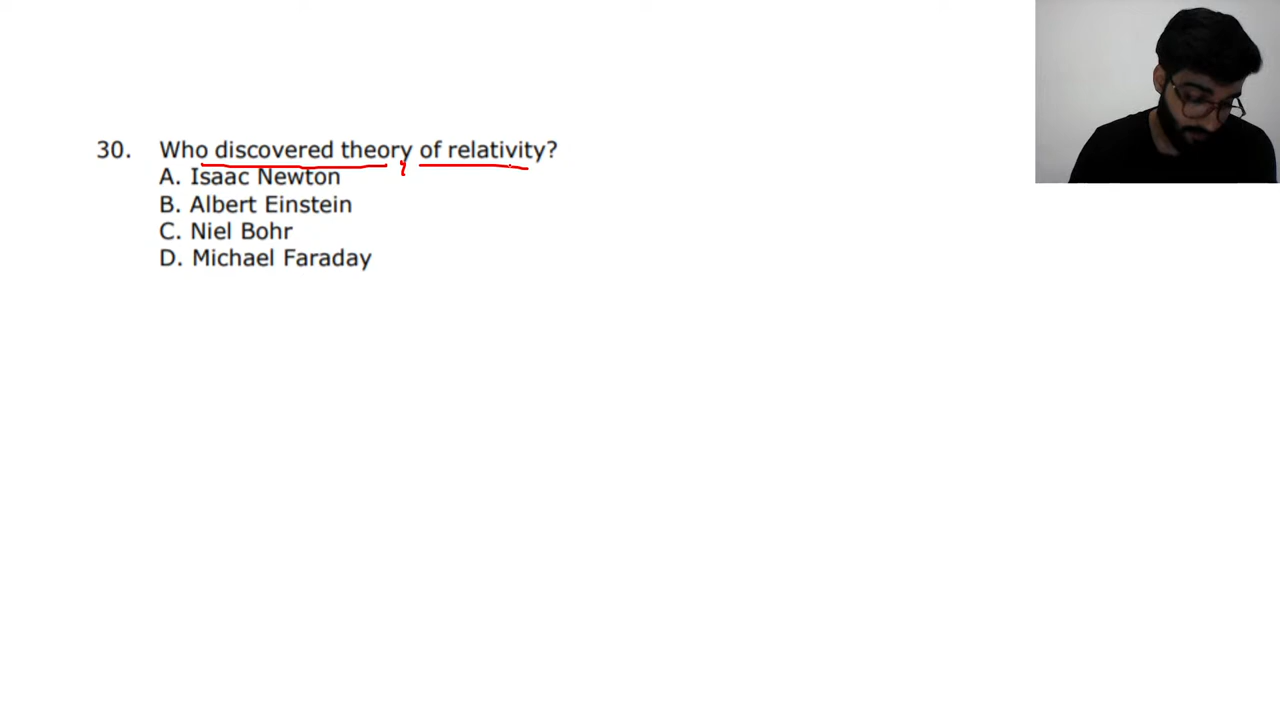 30. Who discovered theory of relativity?
A. Isaac Newton
B. Albert Einstein
C. Niel Bohr
D. Michael Faraday